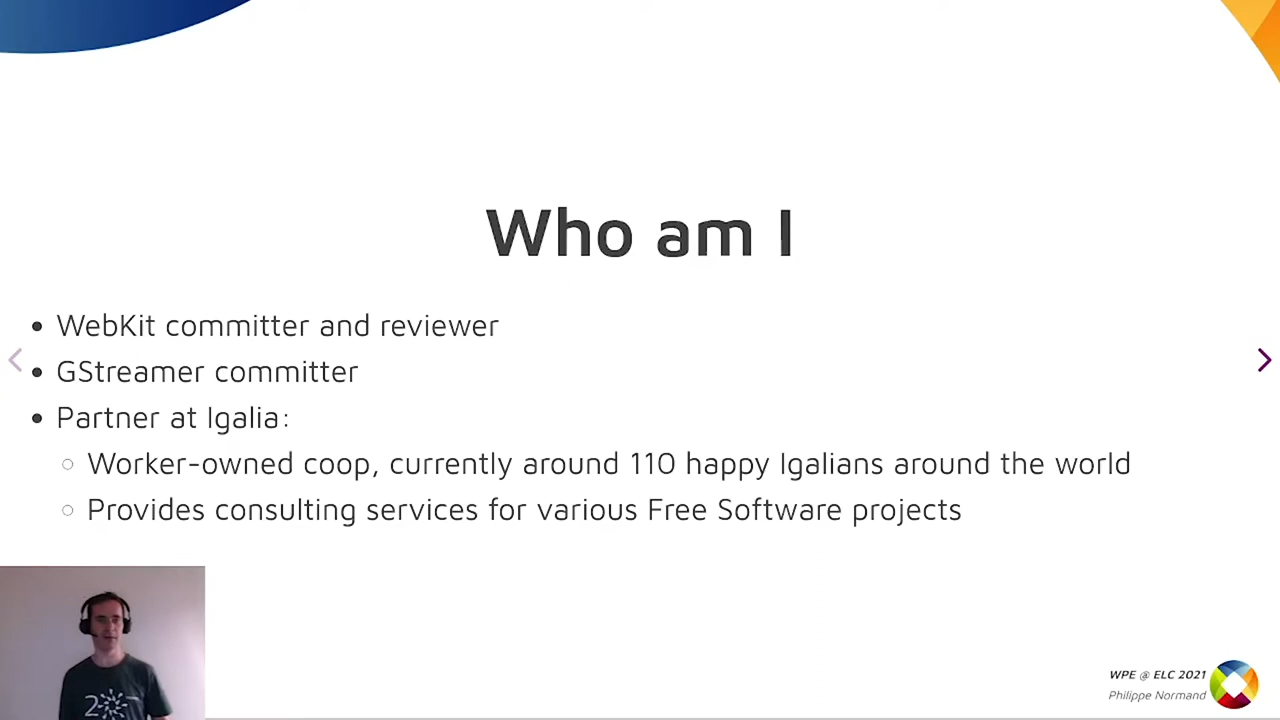 Who am I
WebKit committer and reviewer
GStreamer committer
Partner at Igalia:
Worker-owned coop, currently around 110 happy Igalians around the world
Provides consulting services for various Free Software projects
WPE @ ELC 2021
Philippe Normand